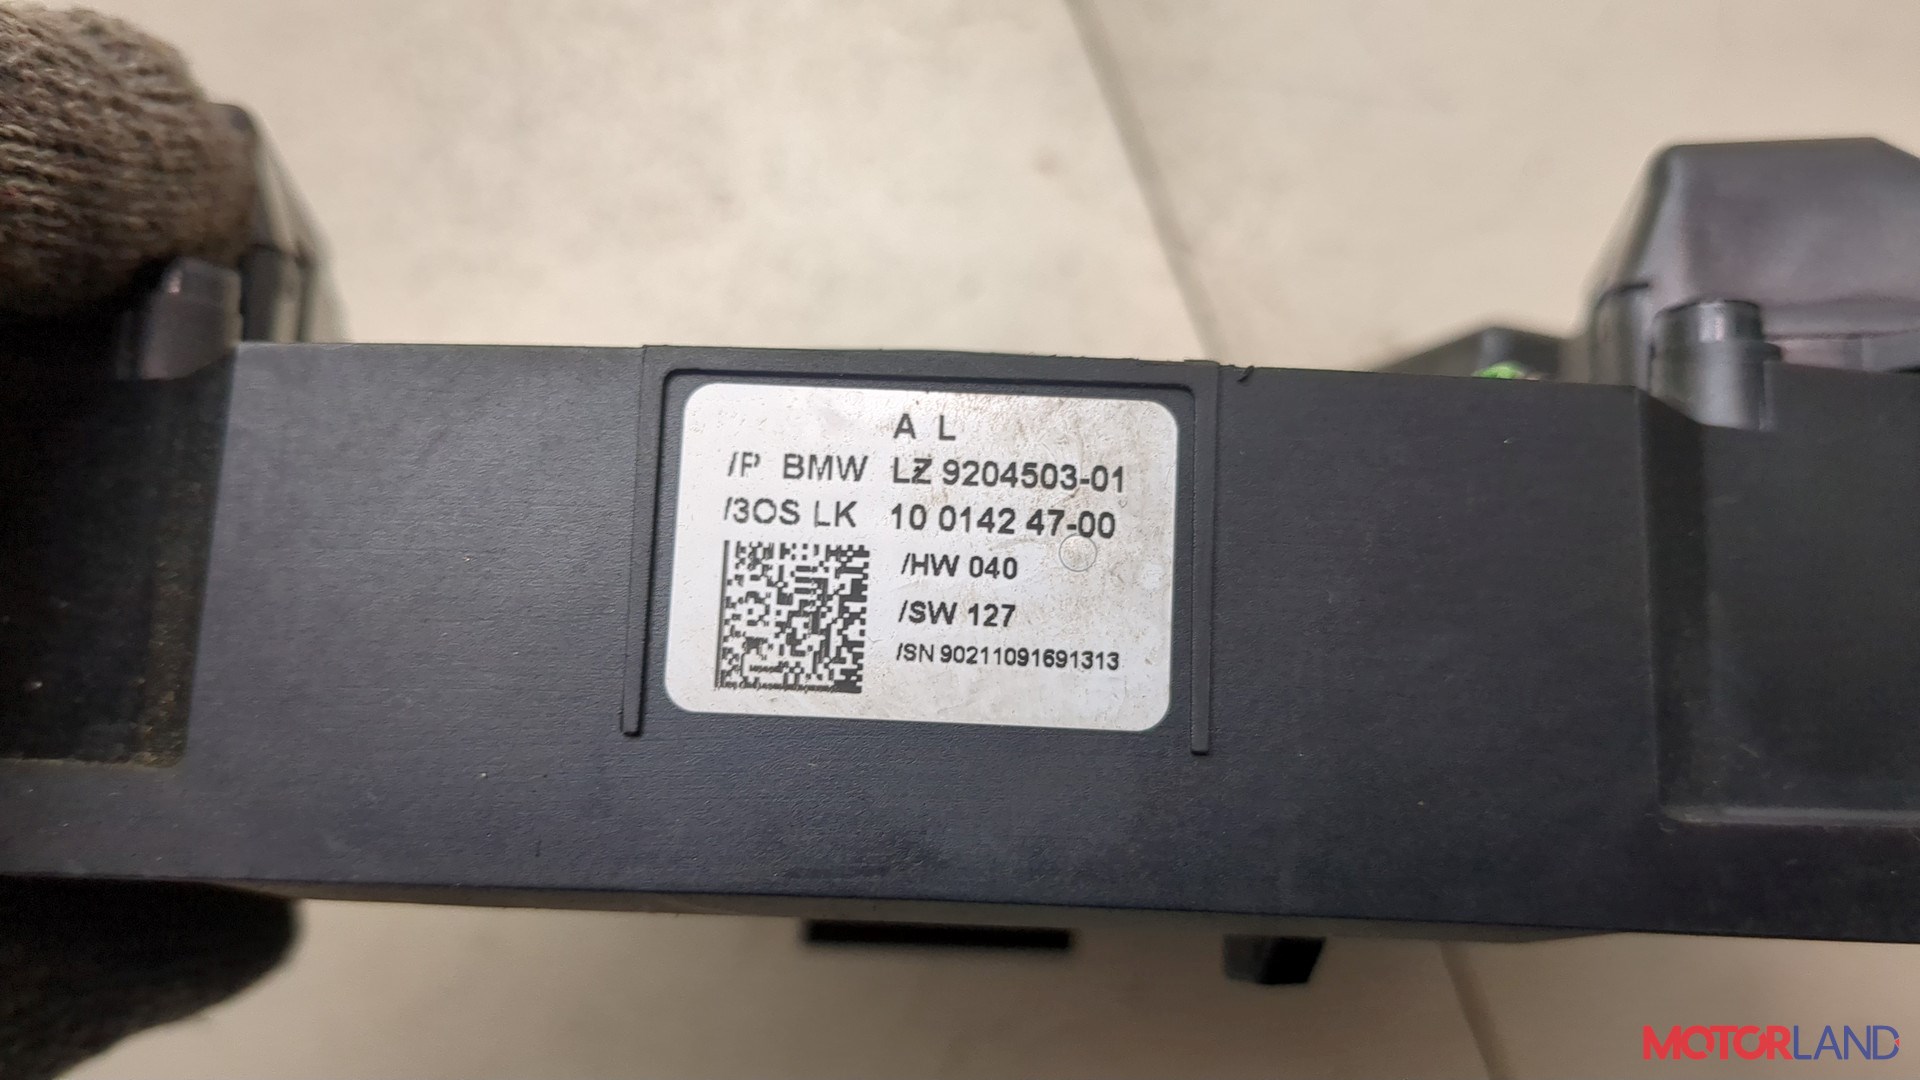 A L
/P BMW LZ 9204503-01
/3OS LK 10 0142 47-00
/HW 040
/SW 127
/SN 90211091691313
MOTORLAND